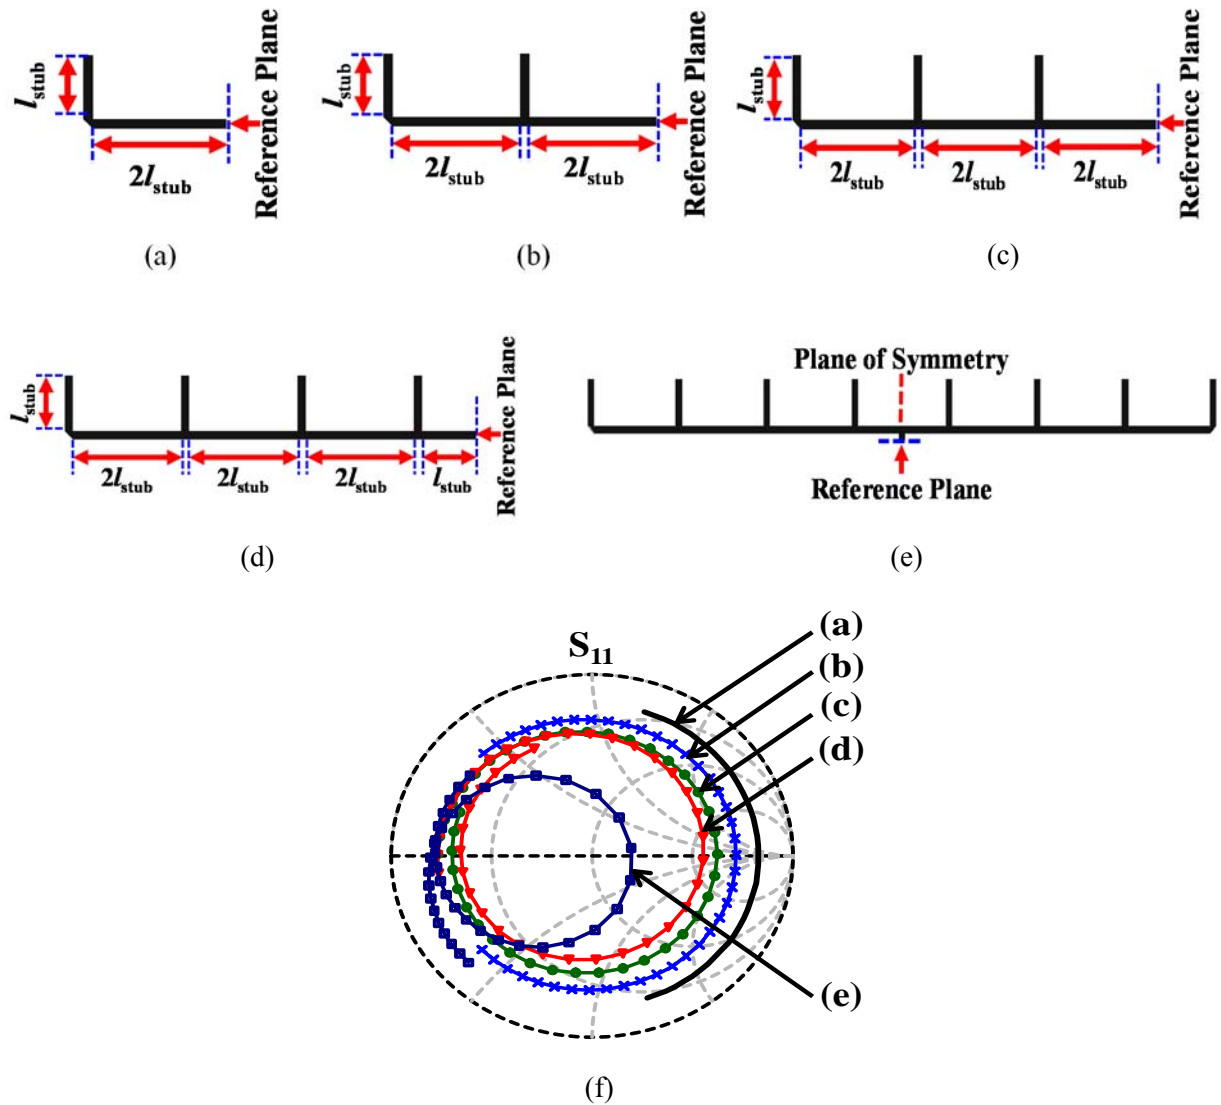 l_stub
2l_stub
Reference Plane
(a)
l_stub
2l_stub 2l_stub
Reference Plane
(b)
l_stub
2l_stub 2l_stub 2l_stub
Reference Plane
(c)
l_stub
2l_stub 2l_stub 2l_stub l_stub
Reference Plane
(d)
Plane of Symmetry
Reference Plane
(e)
S_11
(a)
(b)
(c)
(d)
(e)
(f)